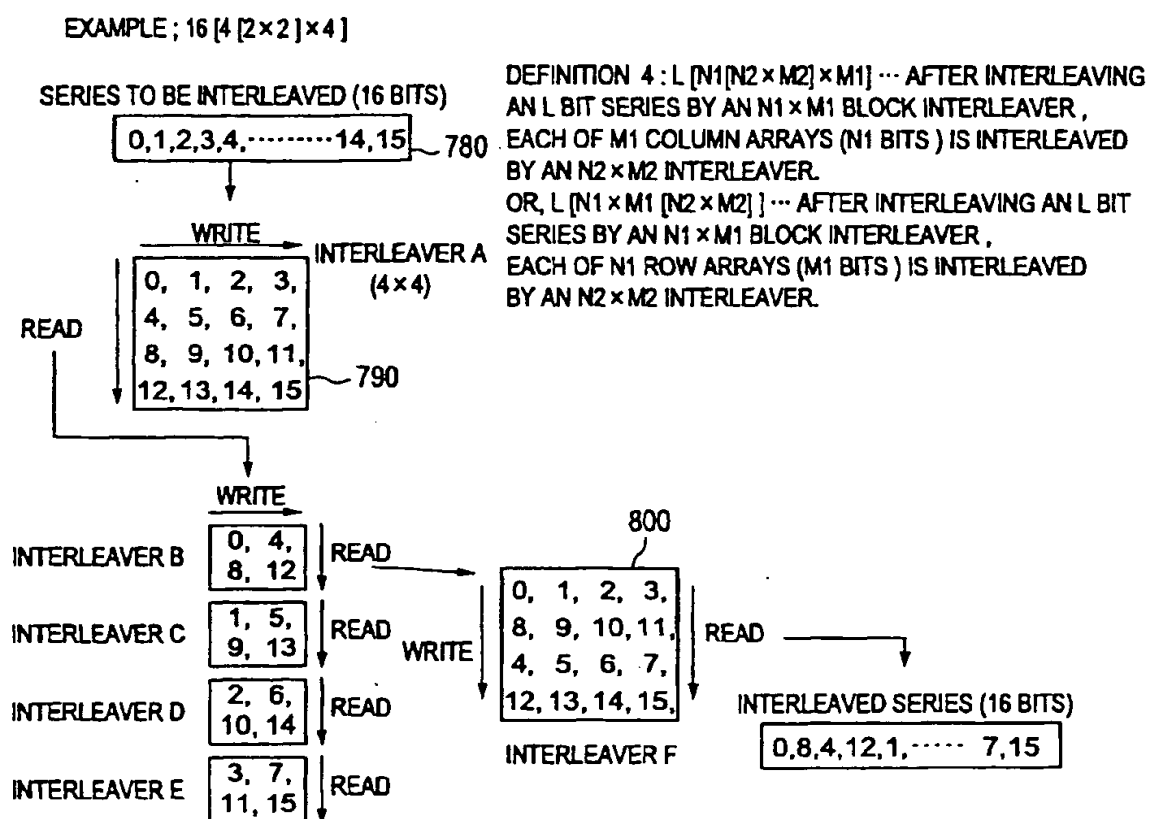 EXAMPLE ; 16 [4 [2×2 ]×4 ]
SERIES TO BE INTERLEAVED (16 BITS)
0,1,2,3,4,·········14,15
780
DEFINITION 4 : L [N1[N2 × M2] × M1] ··· AFTER INTERLEAVING
AN L BIT SERIES BY AN N1 × M1 BLOCK INTERLEAVER ,
EACH OF M1 COLUMN ARRAYS (N1 BITS ) IS INTERLEAVED
BY AN N2 × M2 INTERLEAVER.
OR, L [N1 × M1 [N2 × M2] ] ··· AFTER INTERLEAVING AN L BIT
SERIES BY AN N1 × M1 BLOCK INTERLEAVER ,
EACH OF N1 ROW ARRAYS (M1 BITS ) IS INTERLEAVED
BY AN N2 × M2 INTERLEAVER.
WRITE
INTERLEAVER A
(4×4)
READ
0, 1, 2, 3,
4, 5, 6, 7,
8, 9, 10, 11,
12, 13, 14, 15
790
WRITE
INTERLEAVER B
0, 4,
8, 12
READ
INTERLEAVER C
1, 5,
9, 13
READ
INTERLEAVER D
2, 6,
10, 14
READ
INTERLEAVER E
3, 7,
11, 15
READ
800
WRITE
0, 1, 2, 3,
8, 9, 10, 11,
4, 5, 6, 7,
12, 13, 14, 15,
READ
INTERLEAVER F
INTERLEAVED SERIES (16 BITS)
0,8,4,12,1,····· 7,15